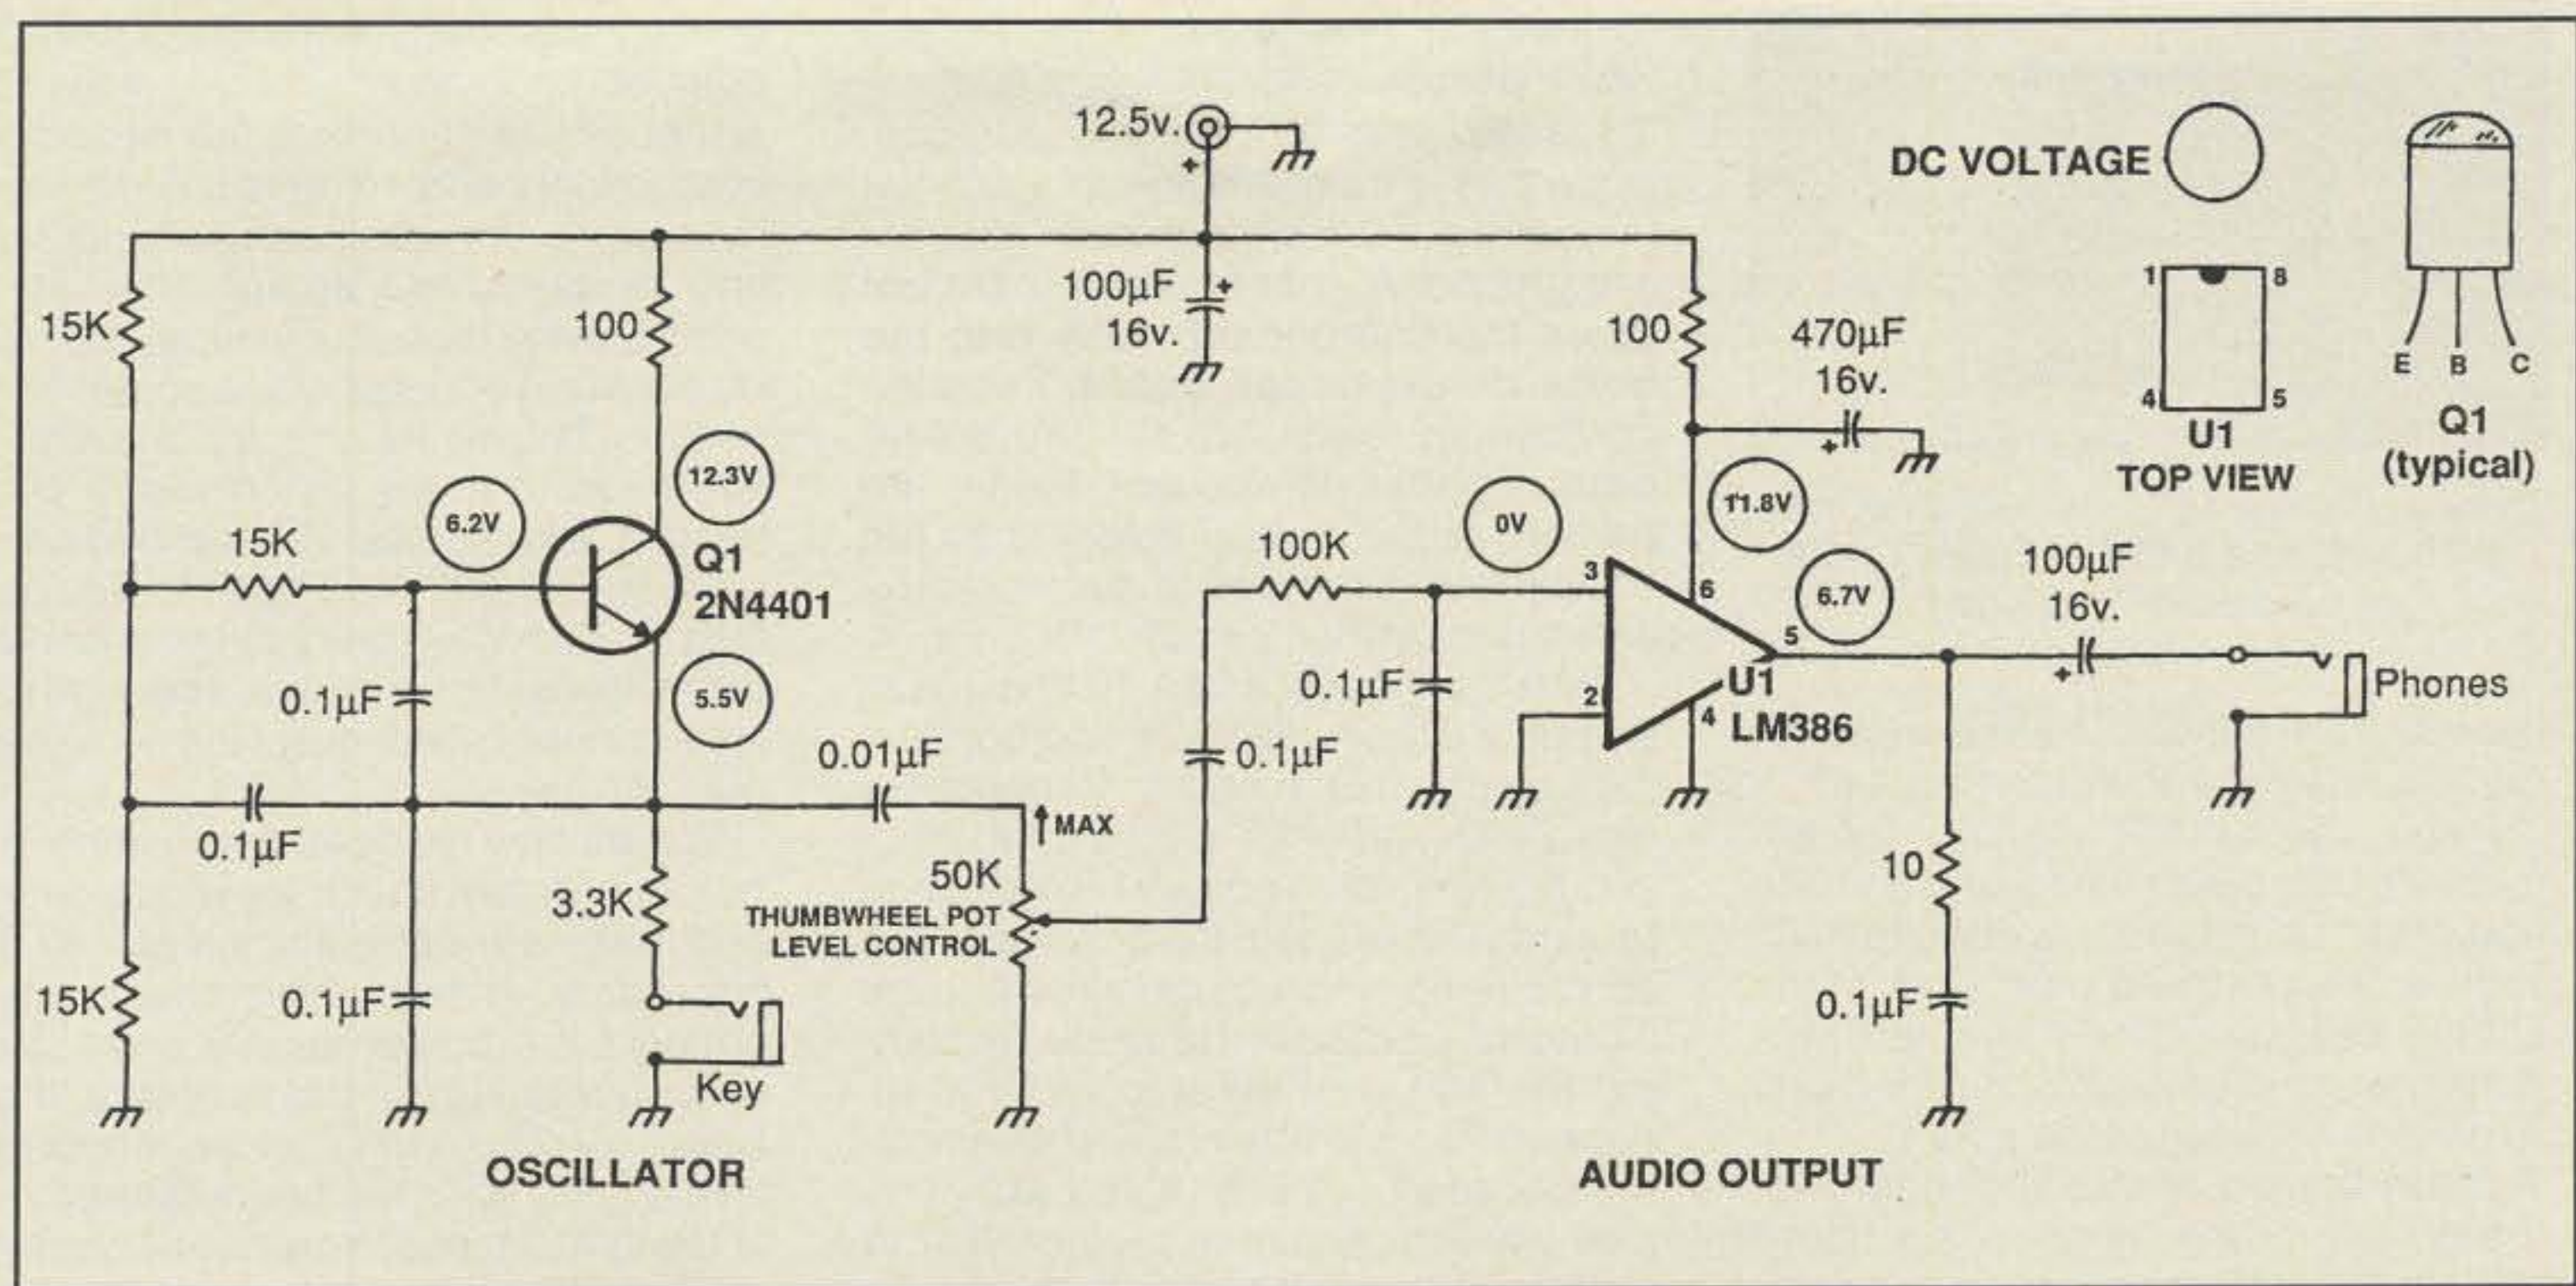 12.5v.
+
DC VOLTAGE
15K
100
100µF
+
16v.
100
470µF
16v.
+
1
8
4
5
U1
TOP VIEW
E B C
Q1
(typical)
15K
6.2V
12.3V
Q1
2N4401
5.5V
0.1µF
0.1µF
0.01µF
MAX
50K
THUMBWHEEL POT
LEVEL CONTROL
3.3K
15K
0.1µF
Key
OSCILLATOR
100K
0V
0.1µF
0.1µF
3
2
6
11.8V
6.7V
5
4
U1
LM386
100µF
16v.
+
Phones
10
0.1µF
AUDIO OUTPUT